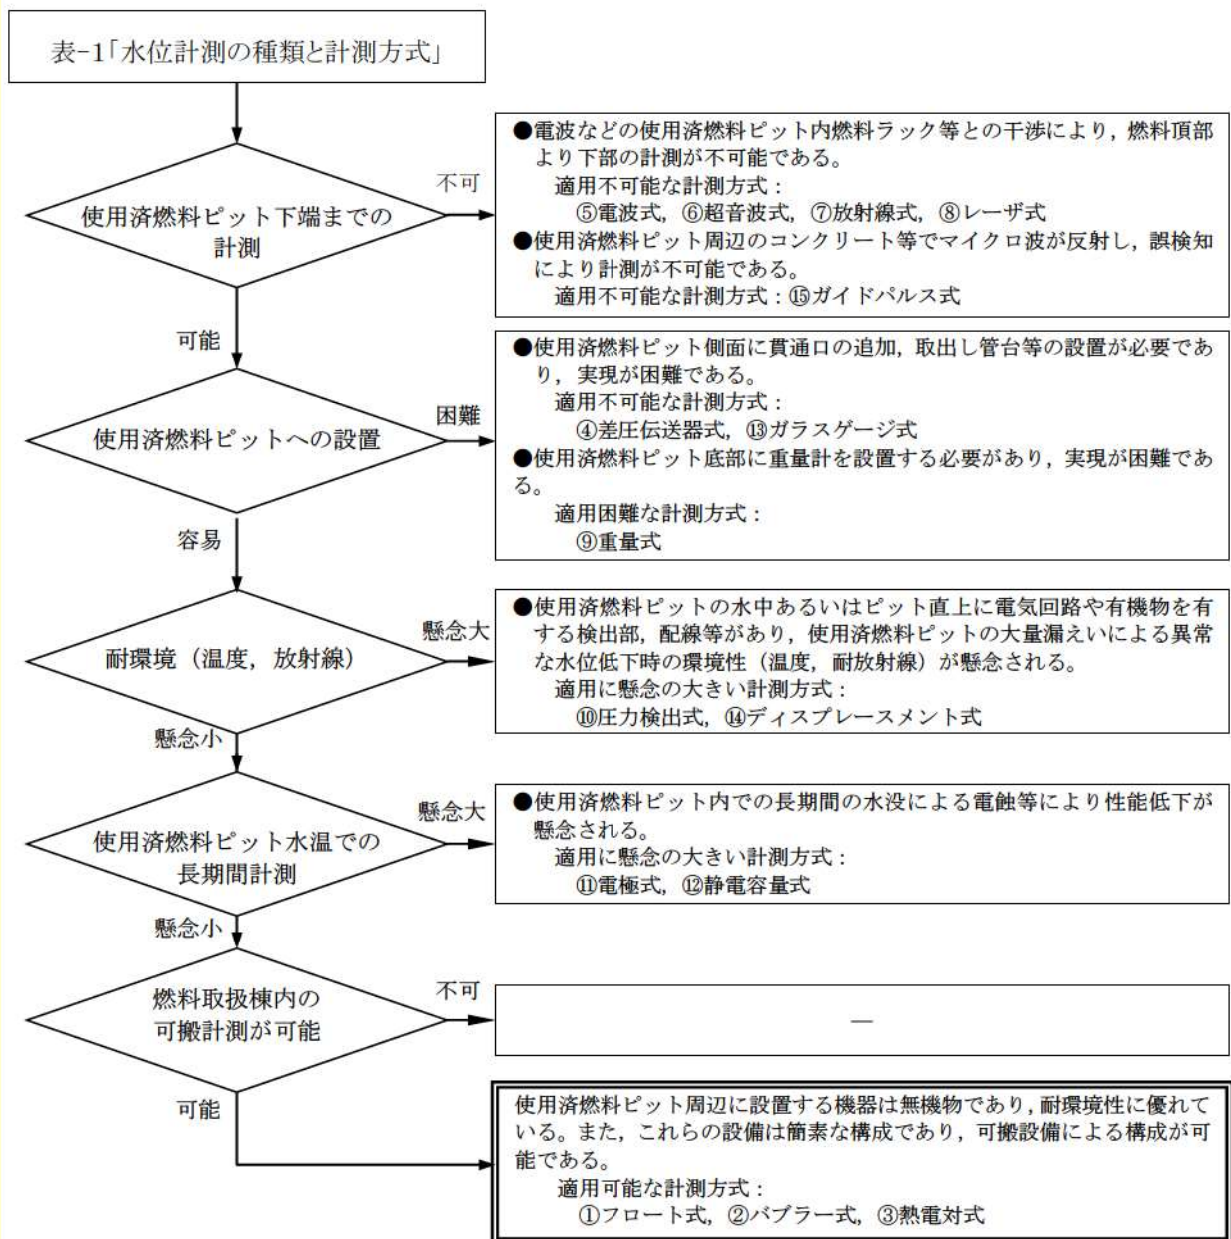 表-1「水位計測の種類と計測方式」
使用済燃料ピット下端までの
計測
不可
●電波などの使用済燃料ピット内燃料ラック等との干渉により，燃料頂部
より下部の計測が不可能である。
適用不可能な計測方式：
⑤電波式，⑥超音波式，⑦放射線式，⑧レーザ式
●使用済燃料ピット周辺のコンクリート等でマイクロ波が反射し，誤検知
により計測が不可能である。
適用不可能な計測方式：⑮ガイドパルス式
可能
使用済燃料ピットへの設置
困難
●使用済燃料ピット側面に貫通口の追加，取出し管台等の設置が必要であ
り，実現が困難である。
適用不可能な計測方式：
④差圧伝送器式，⑬ガラスゲージ式
●使用済燃料ピット底部に重量計を設置する必要があり，実現が困難であ
る。
適用困難な計測方式：
⑨重量式
容易
耐環境（温度，放射線）
懸念大
●使用済燃料ピットの水中あるいはピット直上に電気回路や有機物を有
する検出部，配線等があり，使用済燃料ピットの大量漏えいによる異常
な水位低下時の環境性（温度，耐放射線）が懸念される。
適用に懸念の大きい計測方式：
⑩圧力検出式，⑭ディスプレースメント式
懸念小
使用済燃料ピット水温での
長期間計測
懸念大
●使用済燃料ピット内での長期間の水没による電蝕等により性能低下が
懸念される。
適用に懸念の大きい計測方式：
⑪電極式，⑫静電容量式
懸念小
燃料取扱棟内の
可搬計測が可能
不可
―
可能
使用済燃料ピット周辺に設置する機器は無機物であり，耐環境性に優れて
いる。また，これらの設備は簡素な構成であり，可搬設備による構成が可
能である。
適用可能な計測方式：
①フロート式，②バブラー式，③熱電対式